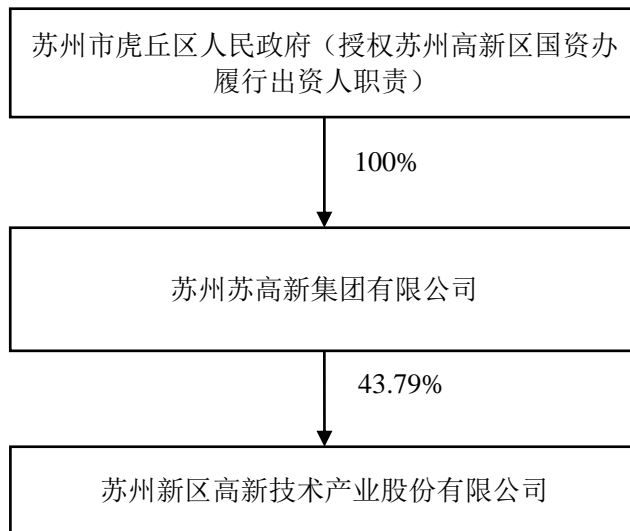 苏州市虎丘区人民政府（授权苏州高新区国资办
履行出资人职责）
100%
苏州苏高新集团有限公司
43.79%
苏州新区高新技术产业股份有限公司